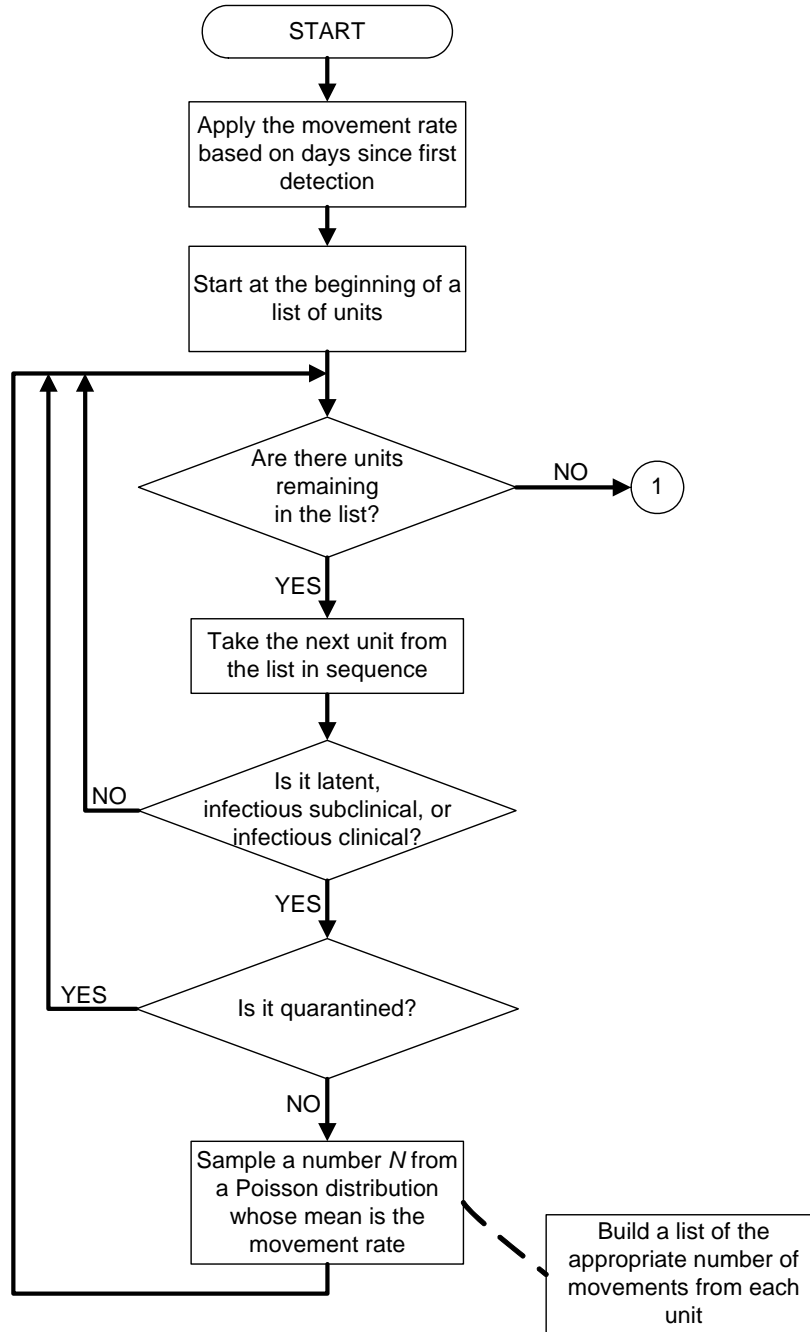 START
Apply the movement rate
based on days since first
detection
Start at the beginning of a
list of units
Are there units
remaining
in the list?
NO
1
YES
Take the next unit from
the list in sequence
Is it latent,
infectious subclinical, or
infectious clinical?
NO
YES
Is it quarantined?
YES
NO
Sample a number N from
a Poisson distribution
whose mean is the
movement rate
Build a list of the
appropriate number of
movements from each
unit